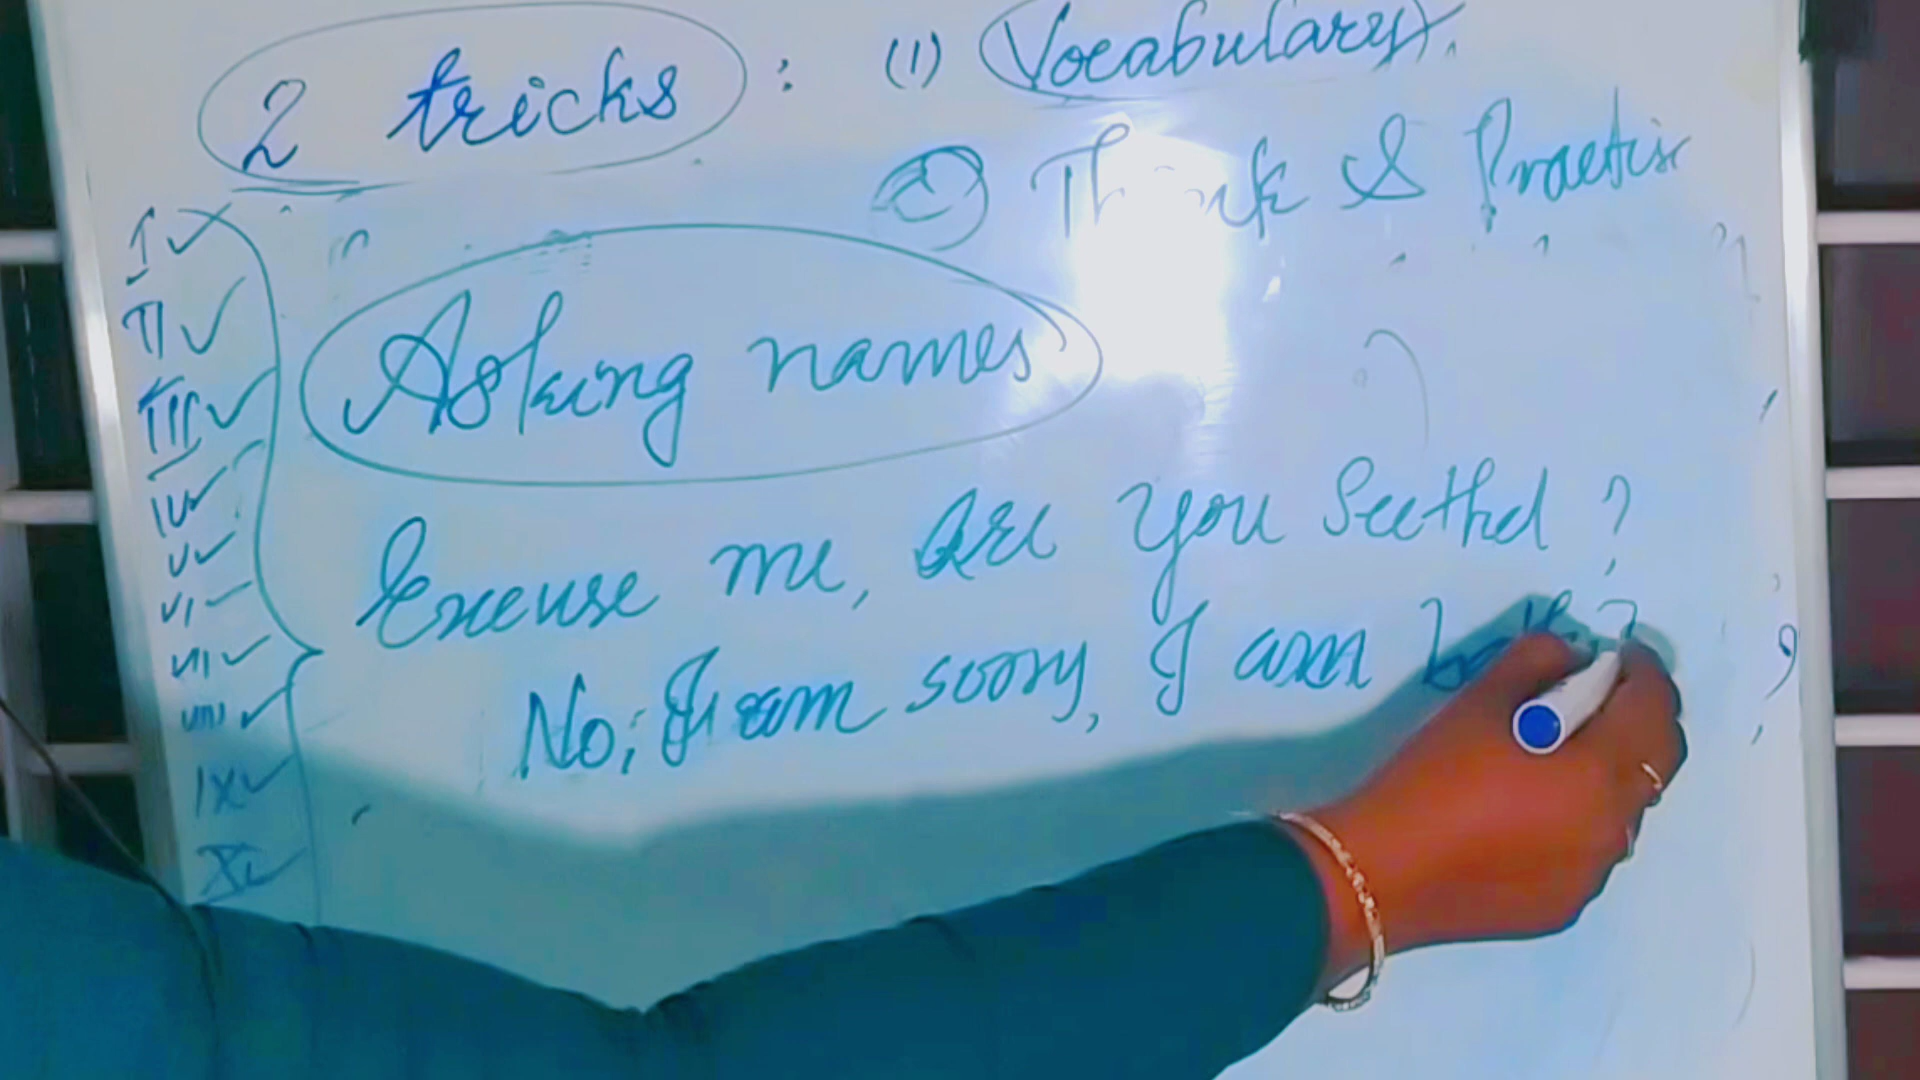 2 tricks : (1) Vocabulary.
(2) Think & Practise
I
II
III
IV
V
VI
VII
VIII
IX
X
Asking names
Excuse me, Are you Seethal ?
No, I am soory, I am